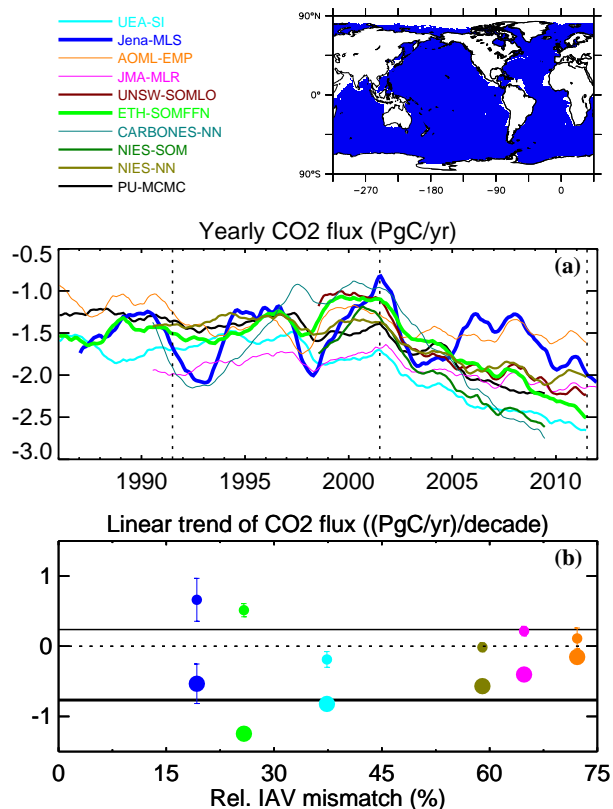 UEA-SI
Jena-MLS
AOML-EMP
JMA-MLR
UNSW-SOMLO
ETH-SOMFFN
CARBONES-NN
NIES-SOM
NIES-NN
PU-MCMC
90°N
0°
90°S
-270
-180
-90
0
Yearly CO2 flux (PgC/yr)
(a)
-0.5
-1.0
-1.5
-2.0
-2.5
-3.0
1990
1995
2000
2005
2010
Linear trend of CO2 flux ((PgC/yr)/decade)
(b)
1
0
-1
0
15
30
45
60
75
Rel. IAV mismatch (%)